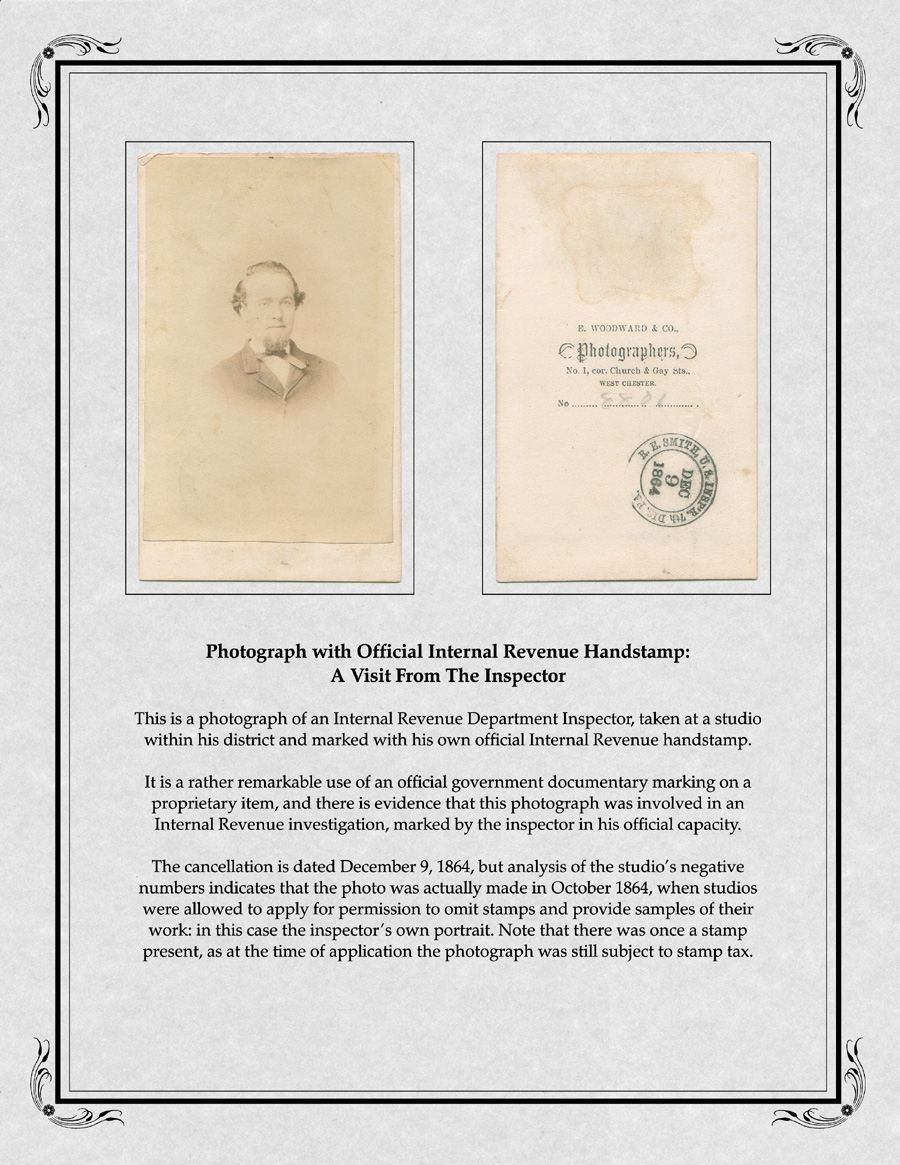 E. WOODWARD & CO.,
Photographers,
No. 1, cor. Church & Gay Sts.,
WEST CHESTER.
No
R. E. SMITH, U. S. INSP'R. 7th DIS. PA.
DEC
9
1864
Photograph with Official Internal Revenue Handstamp:
A Visit From The Inspector
This is a photograph of an Internal Revenue Department Inspector, taken at a studio
within his district and marked with his own official Internal Revenue handstamp.
It is a rather remarkable use of an official government documentary marking on a
proprietary item, and there is evidence that this photograph was involved in an
Internal Revenue investigation, marked by the inspector in his official capacity.
The cancellation is dated December 9, 1864, but analysis of the studio’s negative
numbers indicates that the photo was actually made in October 1864, when studios
were allowed to apply for permission to omit stamps and provide samples of their
work: in this case the inspector’s own portrait. Note that there was once a stamp
present, as at the time of application the photograph was still subject to stamp tax.